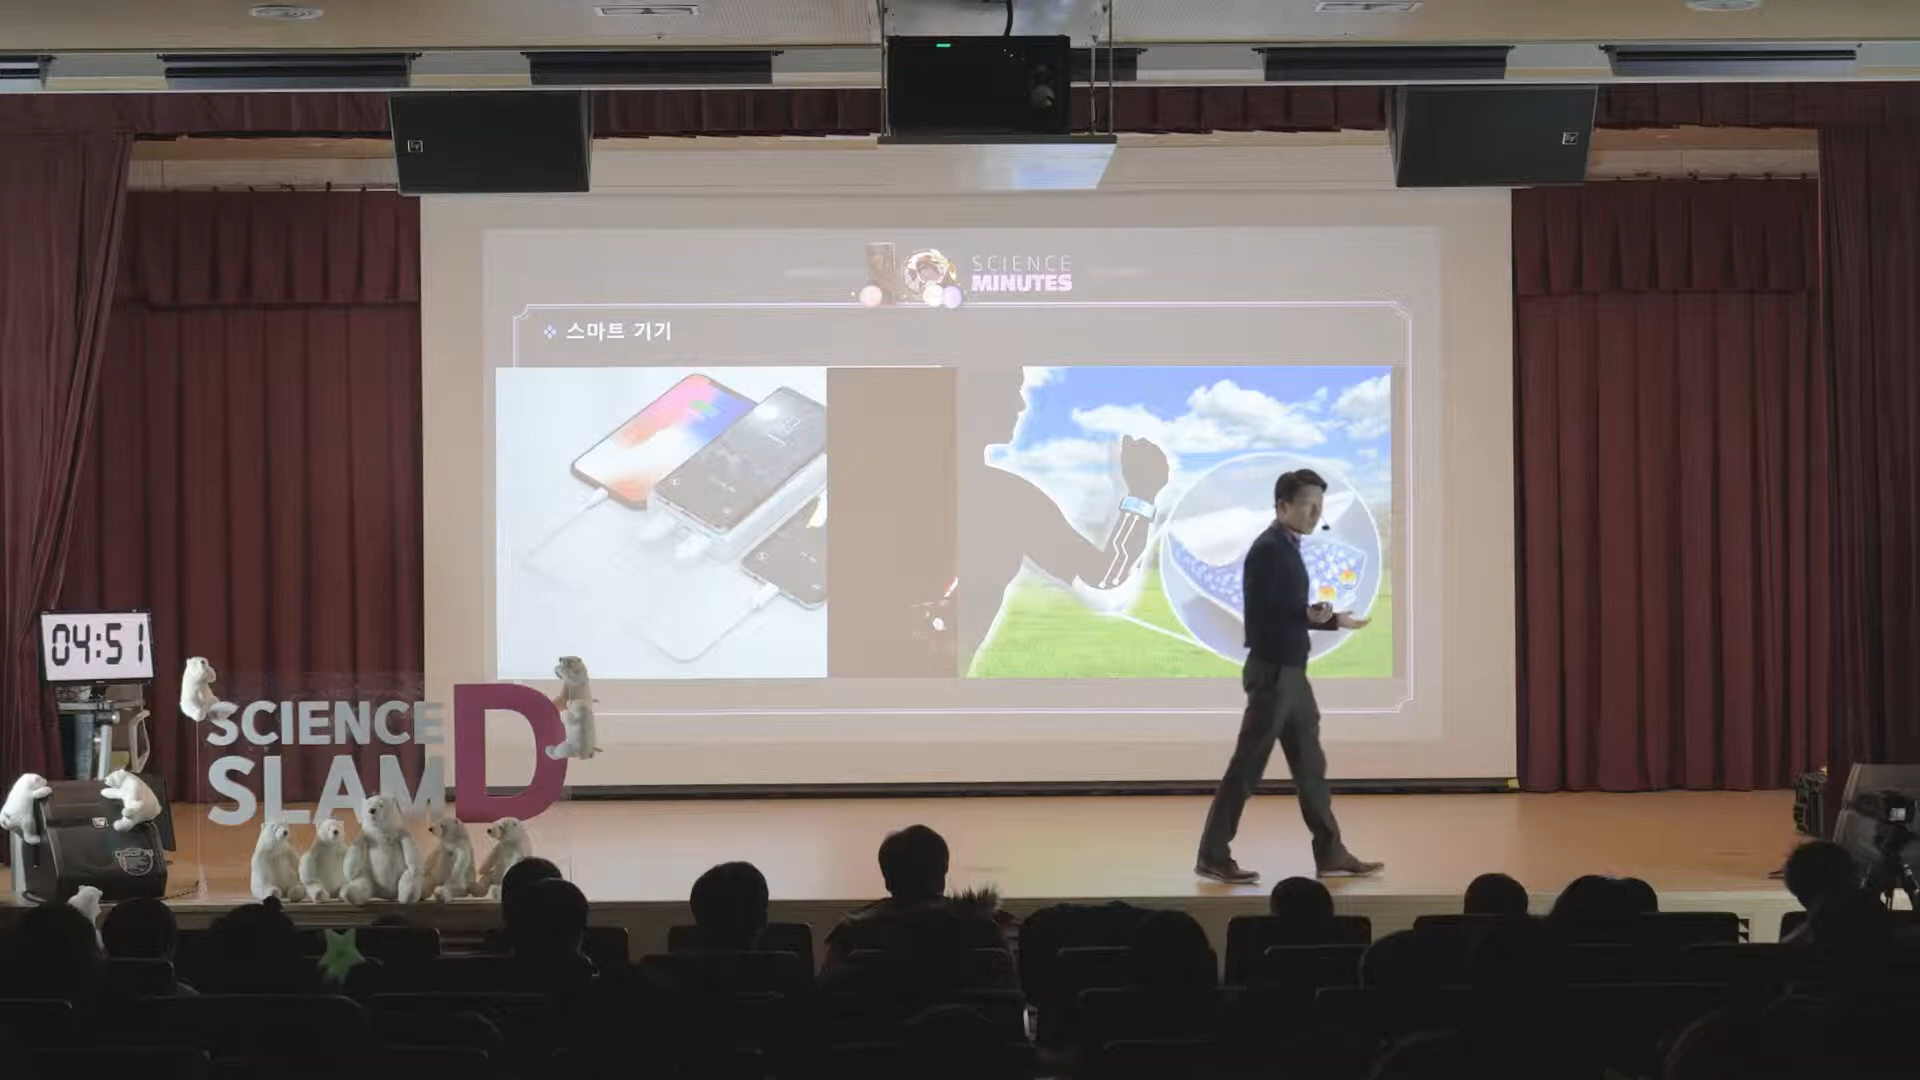 SCIENCE
MINUTES
스마트 기기
04:51
SCIENCE
SLAM D